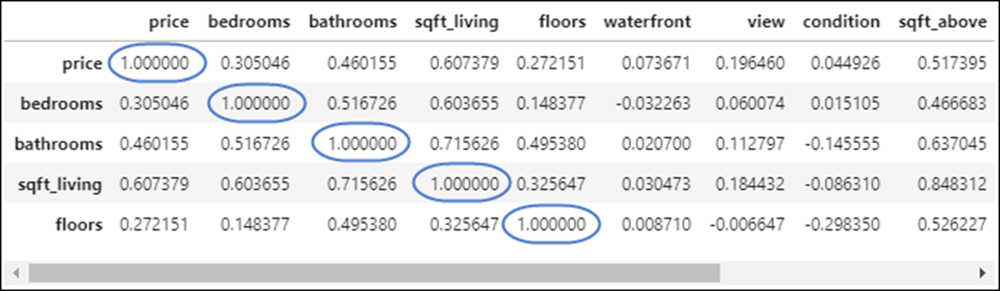 price bedrooms bathrooms sqft_living floors waterfront view condition sqft_above
price 1.000000 0.305046 0.460155 0.607379 0.272151 0.073671 0.196460 0.044926 0.517395
bedrooms 0.305046 1.000000 0.516726 0.603655 0.148377 -0.032263 0.060074 0.015105 0.466683
bathrooms 0.460155 0.516726 1.000000 0.715626 0.495380 0.020700 0.112797 -0.145555 0.637045
sqft_living 0.607379 0.603655 0.715626 1.000000 0.325647 0.030473 0.184432 -0.086310 0.848312
floors 0.272151 0.148377 0.495380 0.325647 1.000000 0.008710 -0.006647 -0.298350 0.526227